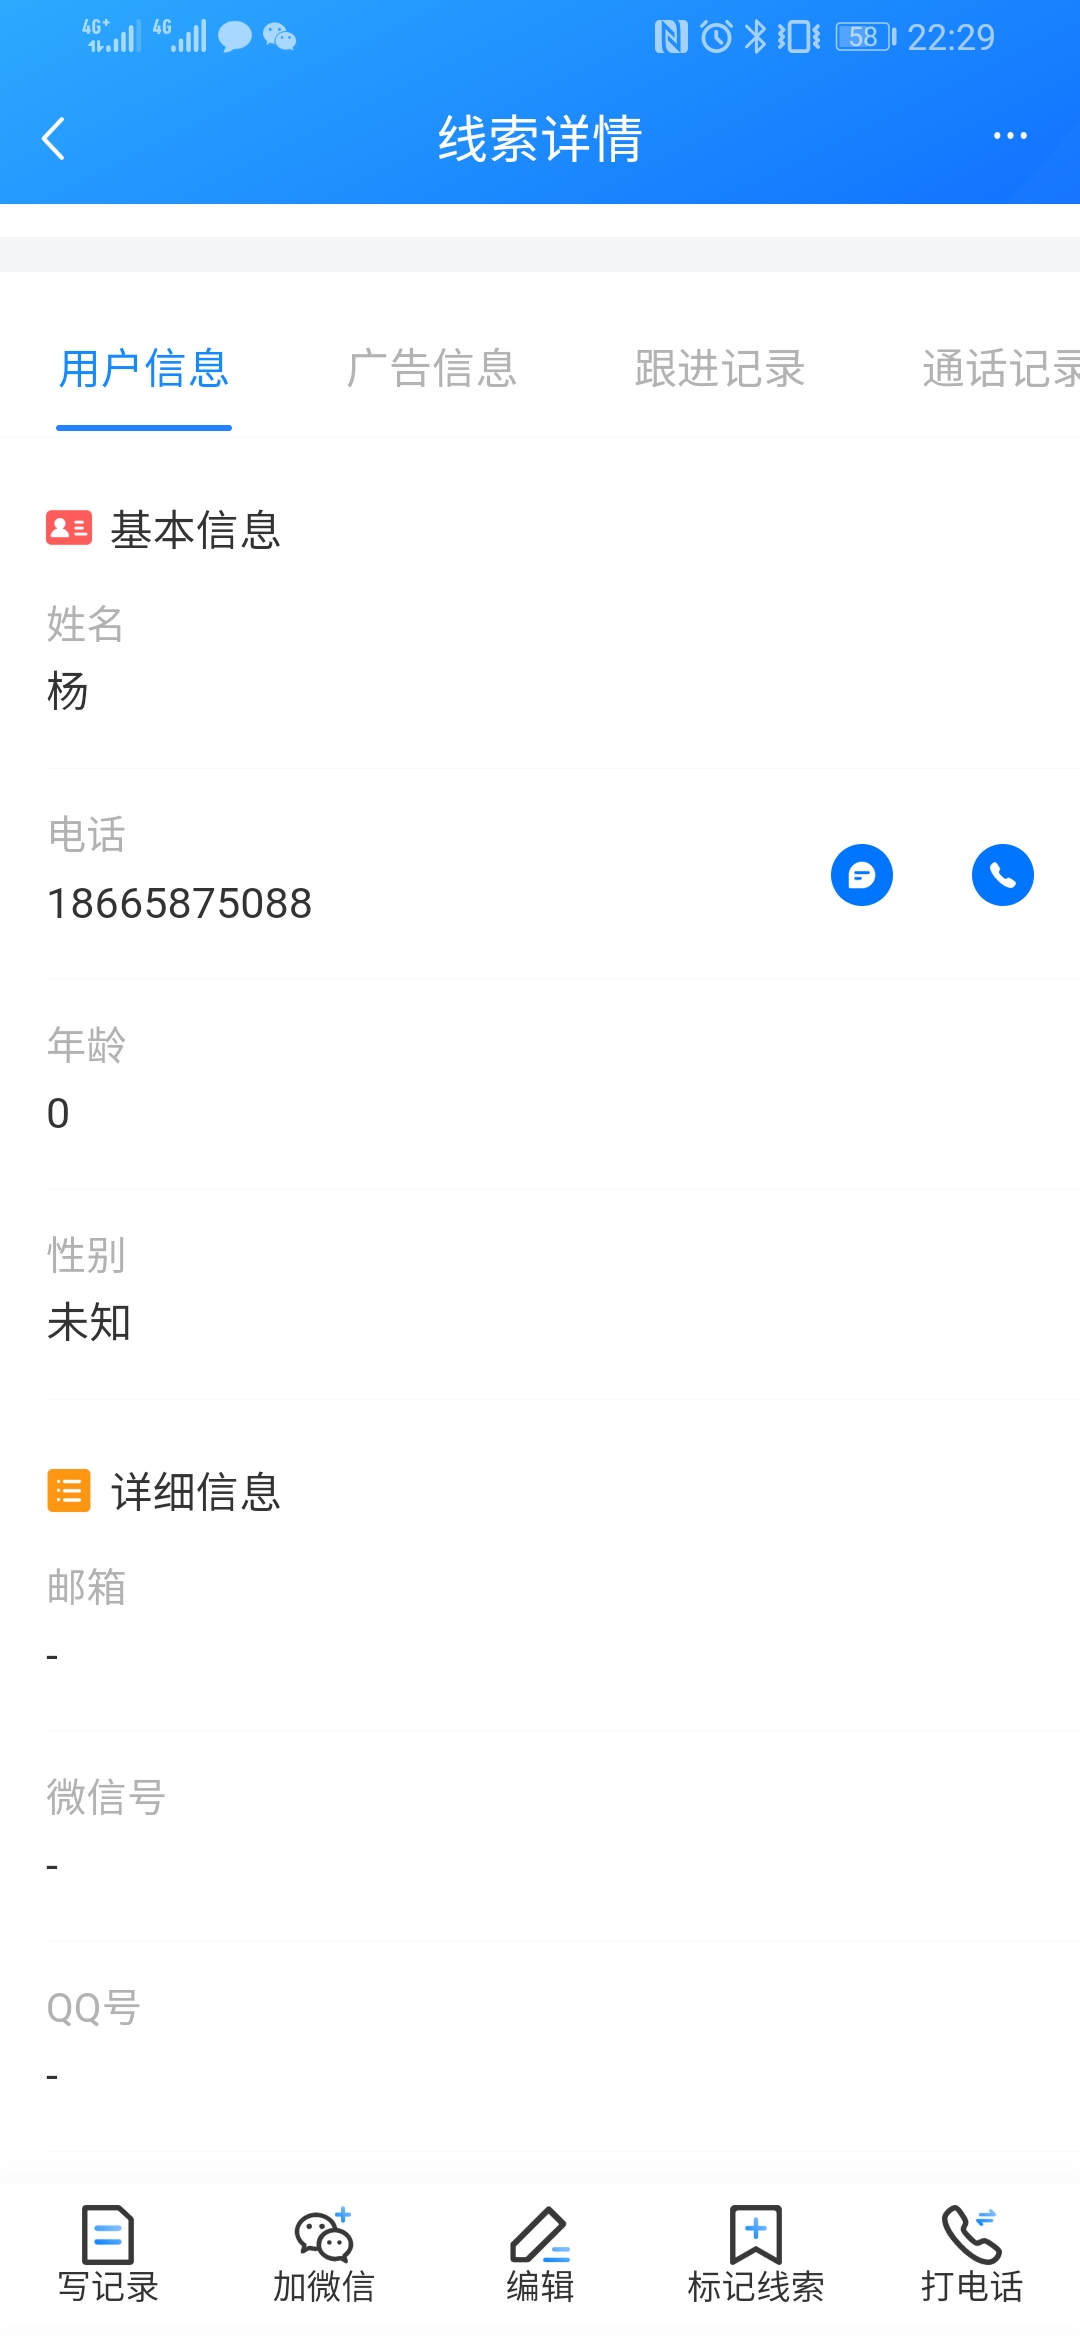 4G+ 4G 58 22:29
线索详情
用户信息 广告信息 跟进记录 通话记录
基本信息
姓名
杨
电话
18665875088
年龄
0
性别
未知
详细信息
邮箱
-
微信号
-
QQ号
-
写记录 加微信 编辑 标记线索 打电话